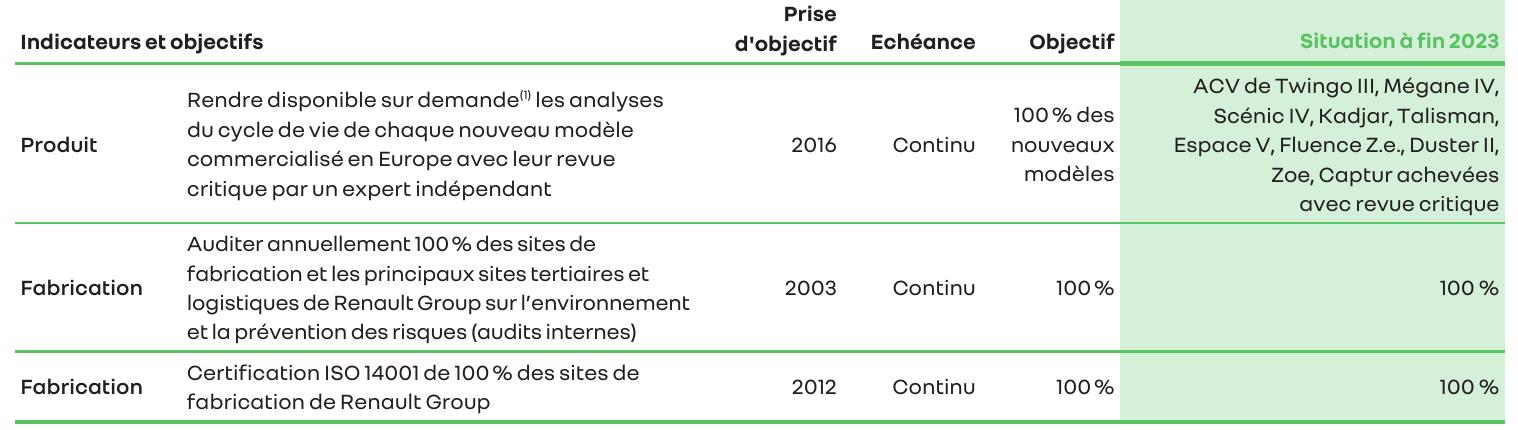 Indicateurs et objectifs
Prise
d'objectif
Echéance
Objectif
Situation à fin 2023
Produit
Rendre disponible sur demande(1) les analyses
du cycle de vie de chaque nouveau modèle
commercialisé en Europe avec leur revue
critique par un expert indépendant
2016
Continu
100 % des
nouveaux
modèles
ACV de Twingo III, Mégane IV,
Scénic IV, Kadjar, Talisman,
Espace V, Fluence Z.e., Duster II,
Zoe, Captur achevées
avec revue critique
Fabrication
Auditer annuellement 100 % des sites de
fabrication et les principaux sites tertiaires et
logistiques de Renault Group sur l’environnement
et la prévention des risques (audits internes)
2003
Continu
100 %
100 %
Fabrication
Certification ISO 14001 de 100 % des sites de
fabrication de Renault Group
2012
Continu
100 %
100 %